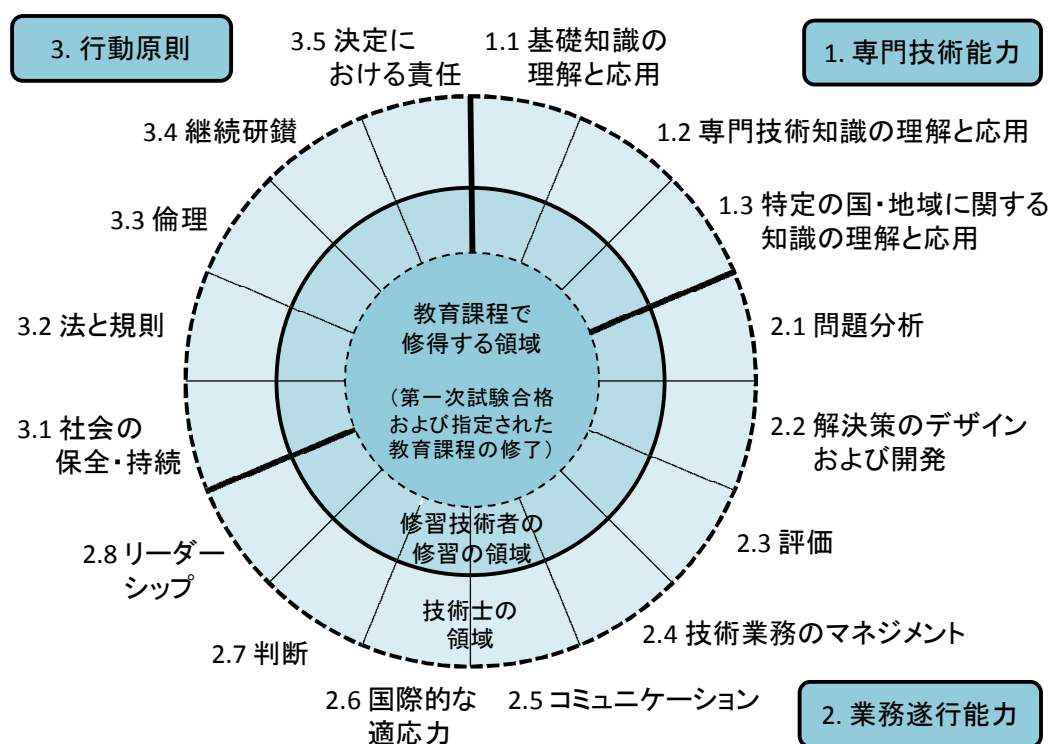 3. 行動原則
1. 専門技術能力
3.5 決定に
おける責任
1.1 基礎知識の
理解と応用
3.4 継続研鑚
1.2 専門技術知識の理解と応用
3.3 倫理
1.3 特定の国・地域に関する
知識の理解と応用
3.2 法と規則
2.1 問題分析
3.1 社会の
保全・持続
2.2 解決策のデザイン
および開発
教育課程で
修得する領域
(第一次試験合格
および指定された
教育課程の修了)
修習技術者の
修習の領域
技術士の
領域
2.8 リーダー
シップ
2.3 評価
2.7 判断
2.4 技術業務のマネジメント
2.6 国際的な
適応力
2.5 コミュニケーション
2. 業務遂行能力